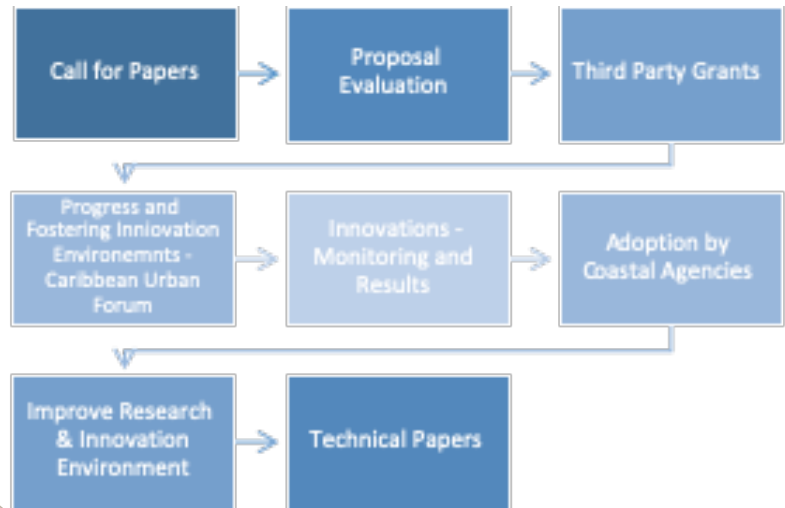 Call for Papers
Proposal
Evaluation
Third Party Grants
Progress and
Fostering Inniovation
Environemnts -
Caribbean Urban
Forum
Innovations -
Monitoring and
Results
Adoption by
Coastal Agencies
Improve Research
& Innovation
Environment
Technical Papers